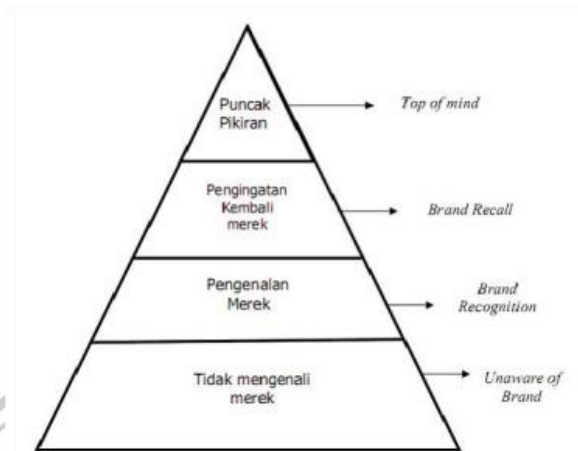 Puncak
Pikiran
Top of mind
Pengingatan
Kembali
merek
Brand Recall
Pengenalan
Merek
Brand
Recognition
Tidak mengenali
merek
Unaware of
Brand